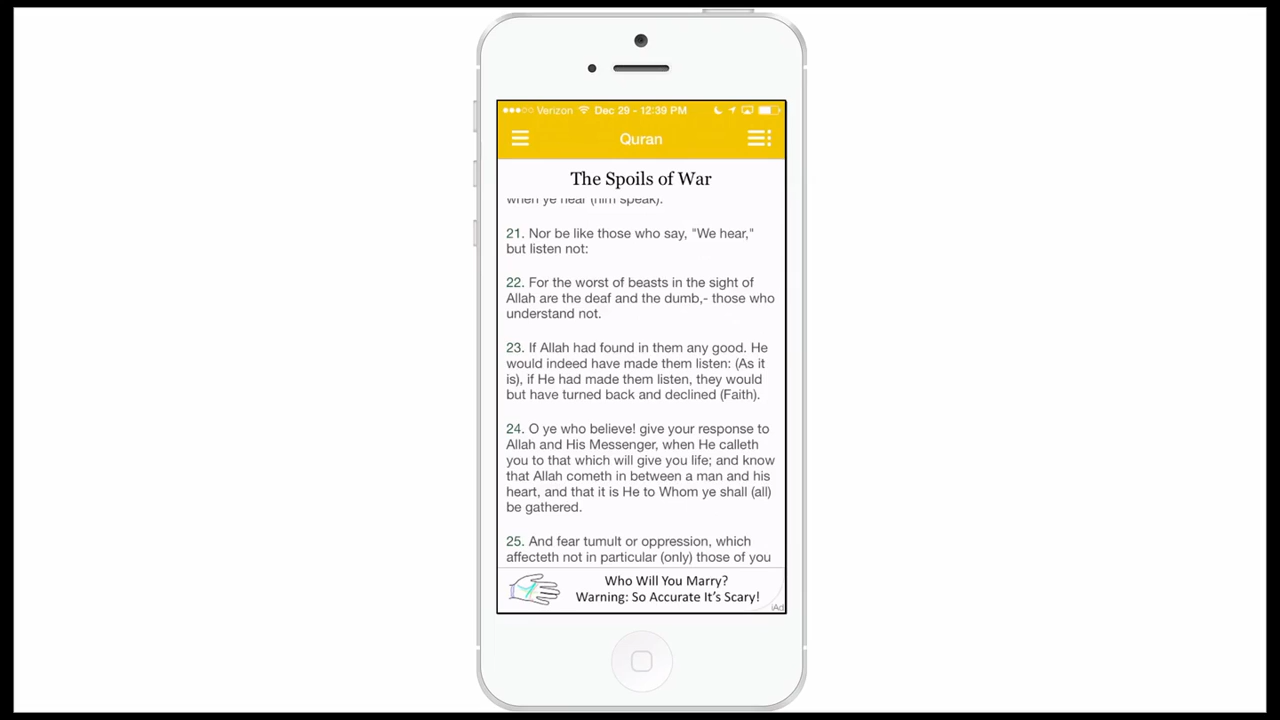 Verizon Dec 29 - 12:39 PM
Quran
The Spoils of War
when ye hear (him speak).
21. Nor be like those who say, "We hear,"
but listen not:
22. For the worst of beasts in the sight of
Allah are the deaf and the dumb,- those who
understand not.
23. If Allah had found in them any good. He
would indeed have made them listen: (As it
is), if He had made them listen, they would
but have turned back and declined (Faith).
24. O ye who believe! give your response to
Allah and His Messenger, when He calleth
you to that which will give you life; and know
that Allah cometh in between a man and his
heart, and that it is He to Whom ye shall (all)
be gathered.
25. And fear tumult or oppression, which
affecteth not in particular (only) those of you
Who Will You Marry?
Warning: So Accurate It's Scary!
iAd